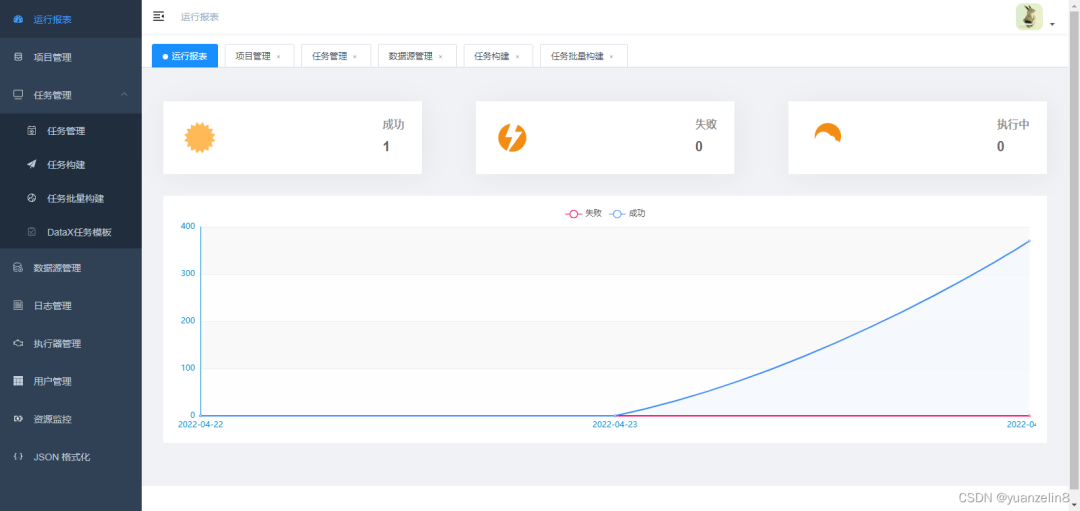 运行报表
项目管理
任务管理
任务管理
任务构建
任务批量构建
DataX任务模板
数据源管理
日志管理
执行器管理
用户管理
资源监控
JSON 格式化
运行报表
运行报表 项目管理 × 任务管理 × 数据源管理 × 任务构建 × 任务批量构建 ×
成功
1
失败
0
执行中
0
失败 成功
400
300
200
100
0
2022-04-22 2022-04-23 2022-04
CSDN @yuanzelin8